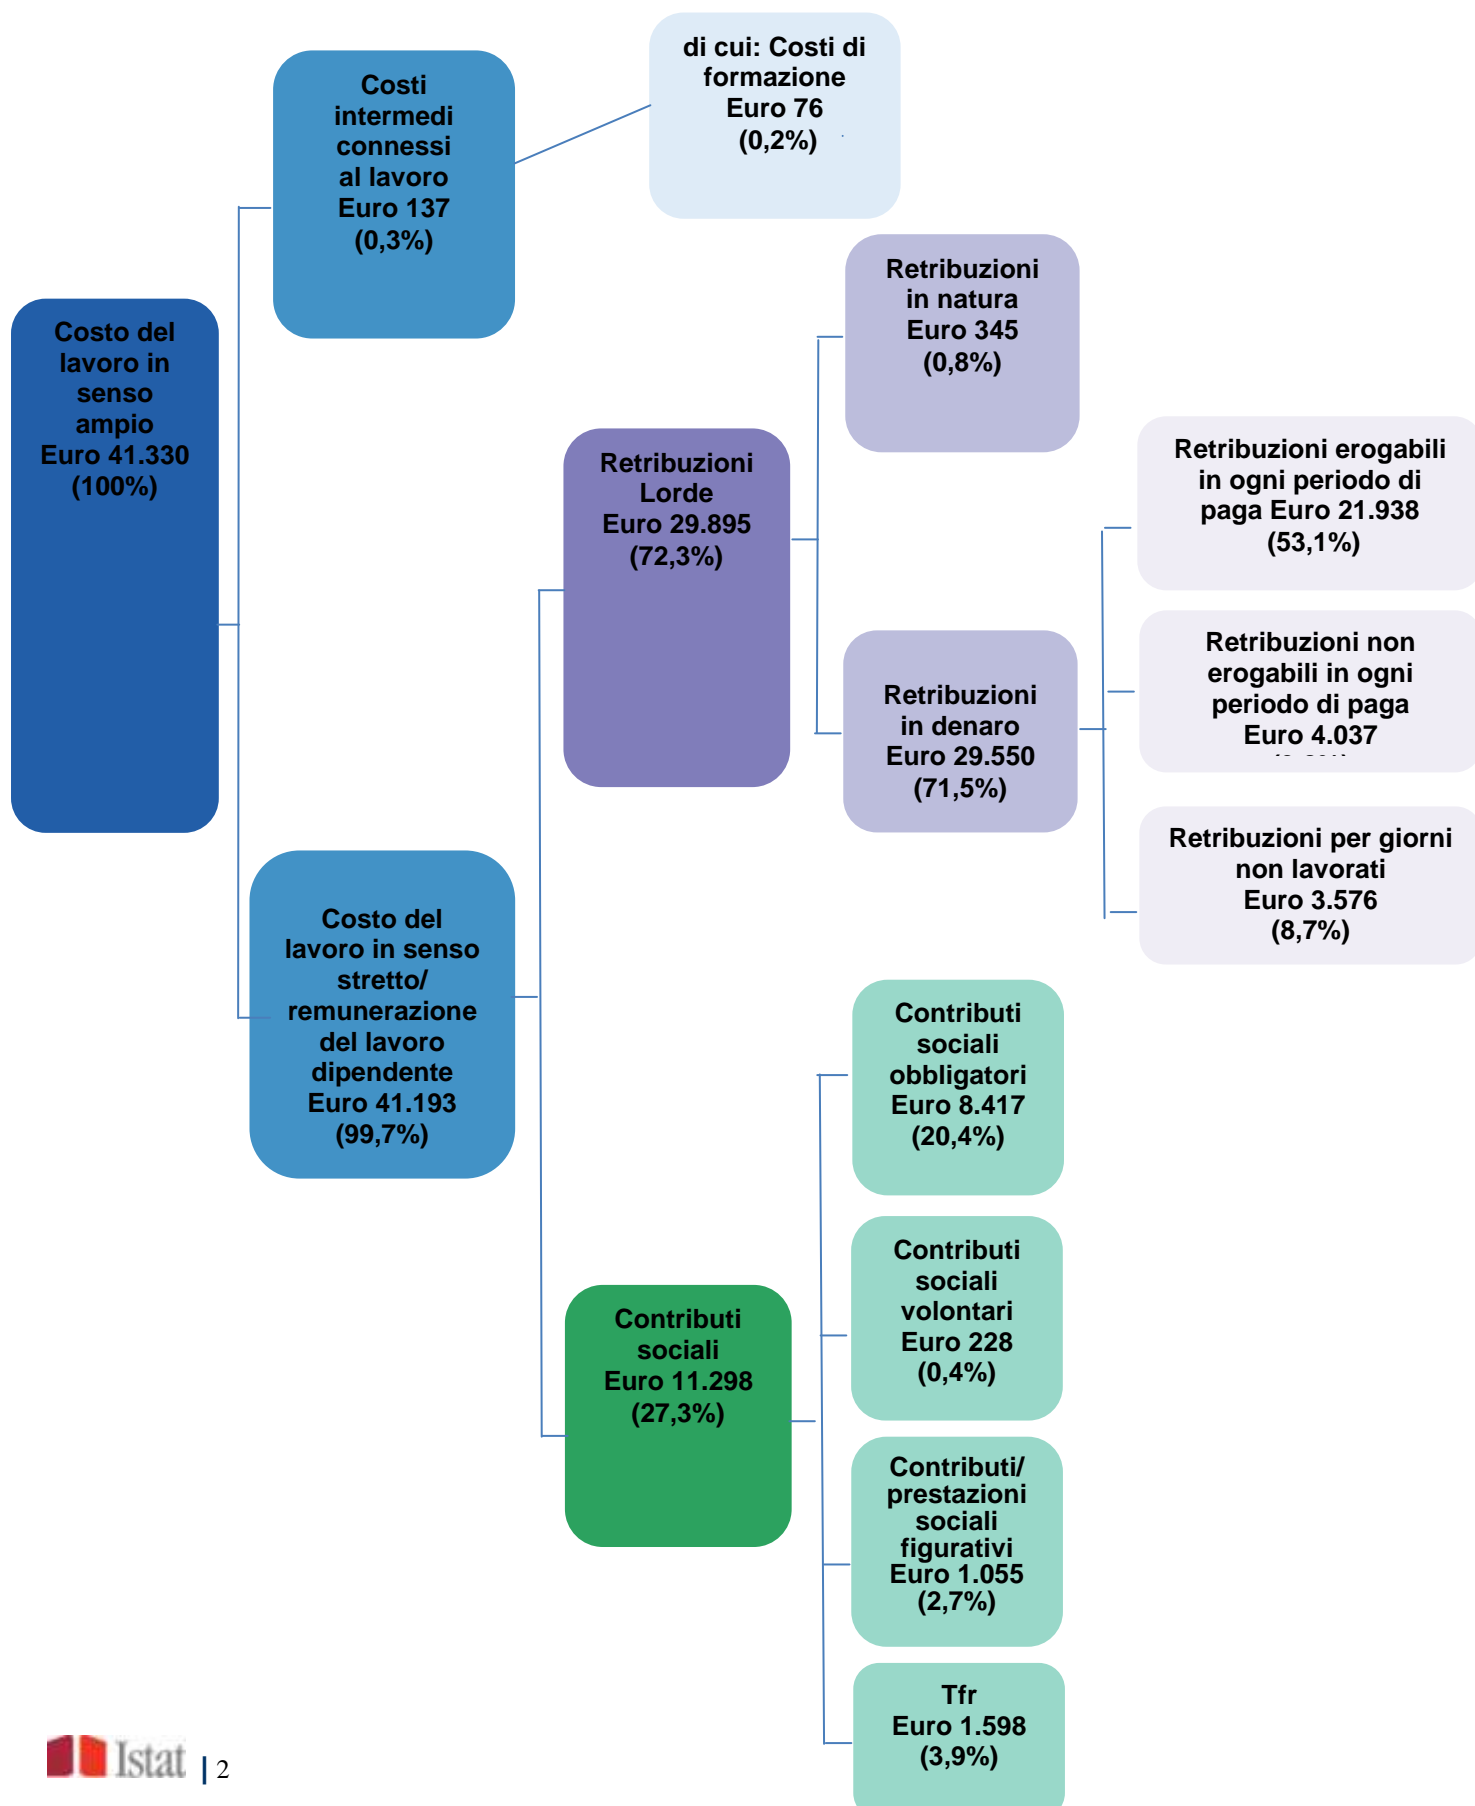 di cui: Costi di
formazione
Euro 76
(0,2%)
Costi
intermedi
connessi
al lavoro
Euro 137
(0,3%)
Retribuzioni
in natura
Euro 345
(0,8%)
Costo del
lavoro in
senso
ampio
Euro 41.330
(100%)
Retribuzioni
Lorde
Euro 29.895
(72,3%)
Retribuzioni erogabili
in ogni periodo di
paga Euro 21.938
(53,1%)
Retribuzioni non
erogabili in ogni
periodo di paga
Euro 4.037
Retribuzioni
in denaro
Euro 29.550
(71,5%)
Retribuzioni per giorni
non lavorati
Euro 3.576
(8,7%)
Costo del
lavoro in senso
stretto/
remunerazione
del lavoro
dipendente
Euro 41.193
(99,7%)
Contributi
sociali
obbligatori
Euro 8.417
(20,4%)
Contributi
sociali
volontari
Euro 228
(0,4%)
Contributi
sociali
Euro 11.298
(27,3%)
Contributi/
prestazioni
sociali
figurativi
Euro 1.055
(2,7%)
Tfr
Euro 1.598
(3,9%)
Istat | 2